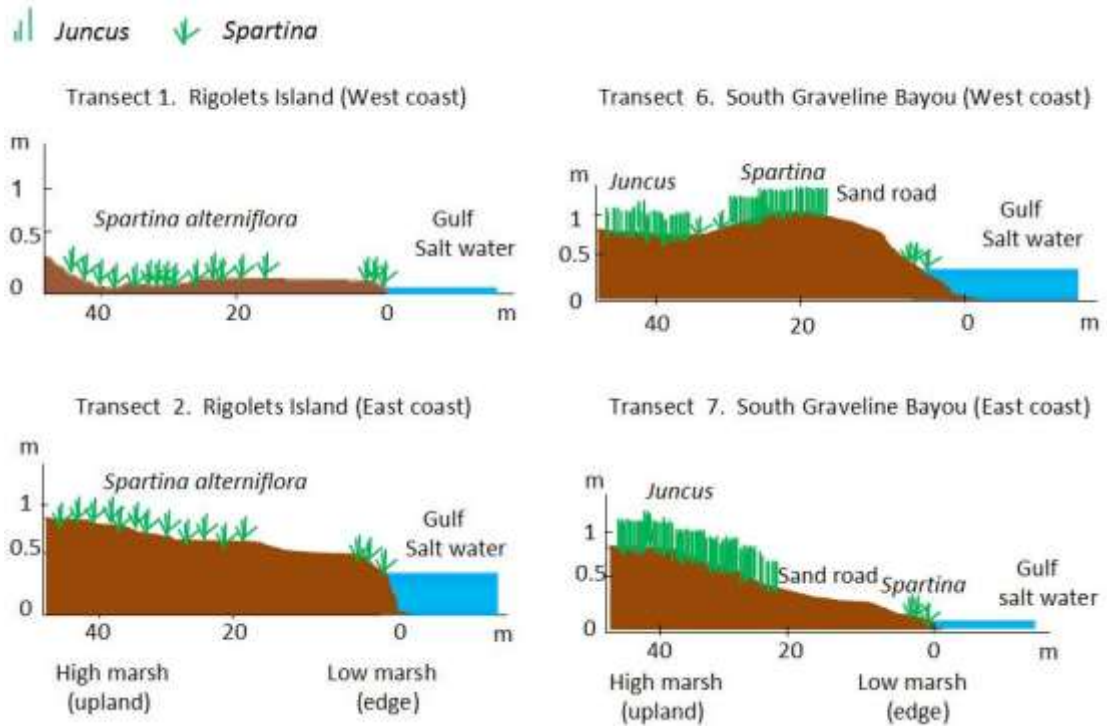 Juncus Spartina
Transect 1. Rigolets Island (West coast)
m
1
0.5
0
Spartina alterniflora
Gulf
Salt water
40 20 0 m
Transect 6. South Graveline Bayou (West coast)
m
1
0.5
0
Juncus
Spartina
Sand road
Gulf
Salt water
40 20 0 m
Transect 2. Rigolets Island (East coast)
m
1
0.5
0
Spartina alterniflora
Gulf
Salt water
40 20 0 m
High marsh
(upland)
Low marsh
(edge)
Transect 7. South Graveline Bayou (East coast)
m
1
0.5
0
Juncus
Sand road
Spartina
Gulf
salt water
40 20 0 m
High marsh
(upland)
Low marsh
(edge)